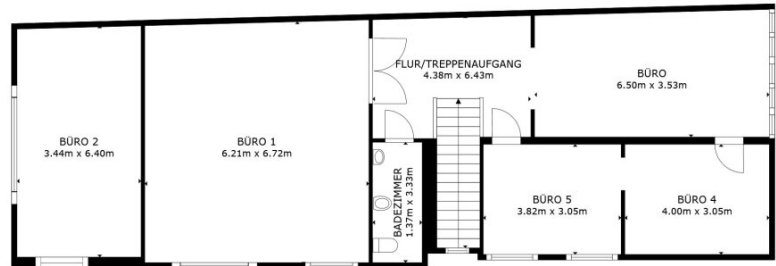 FLUR/TREPPENAUFGANG
4.38m x 6.43m
BÜRO
6.50m x 3.53m
BÜRO 2
3.44m x 6.40m
BÜRO 1
6.21m x 6.72m
BADEZIMMER
1.37m x 3.33m
BÜRO 5
3.82m x 3.05m
BÜRO 4
4.00m x 3.05m